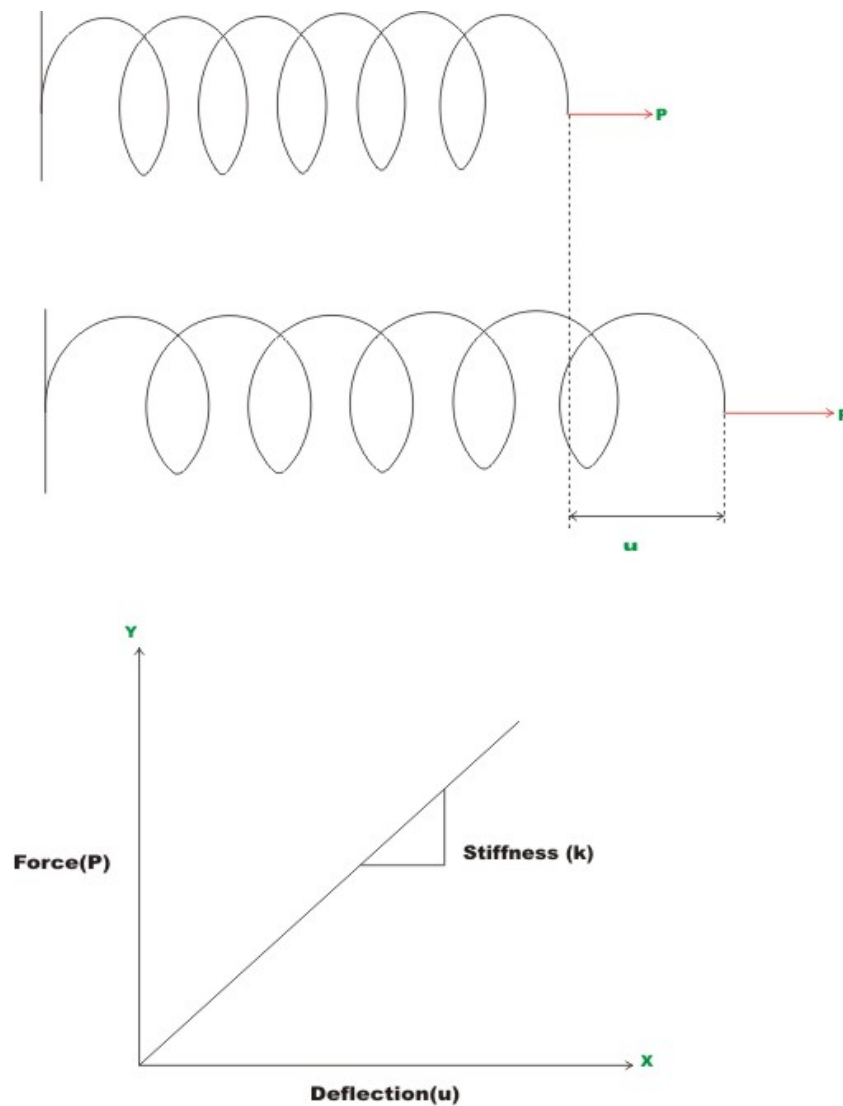 P
u
Y
Force(P)
Stiffness (k)
X
Deflection(u)